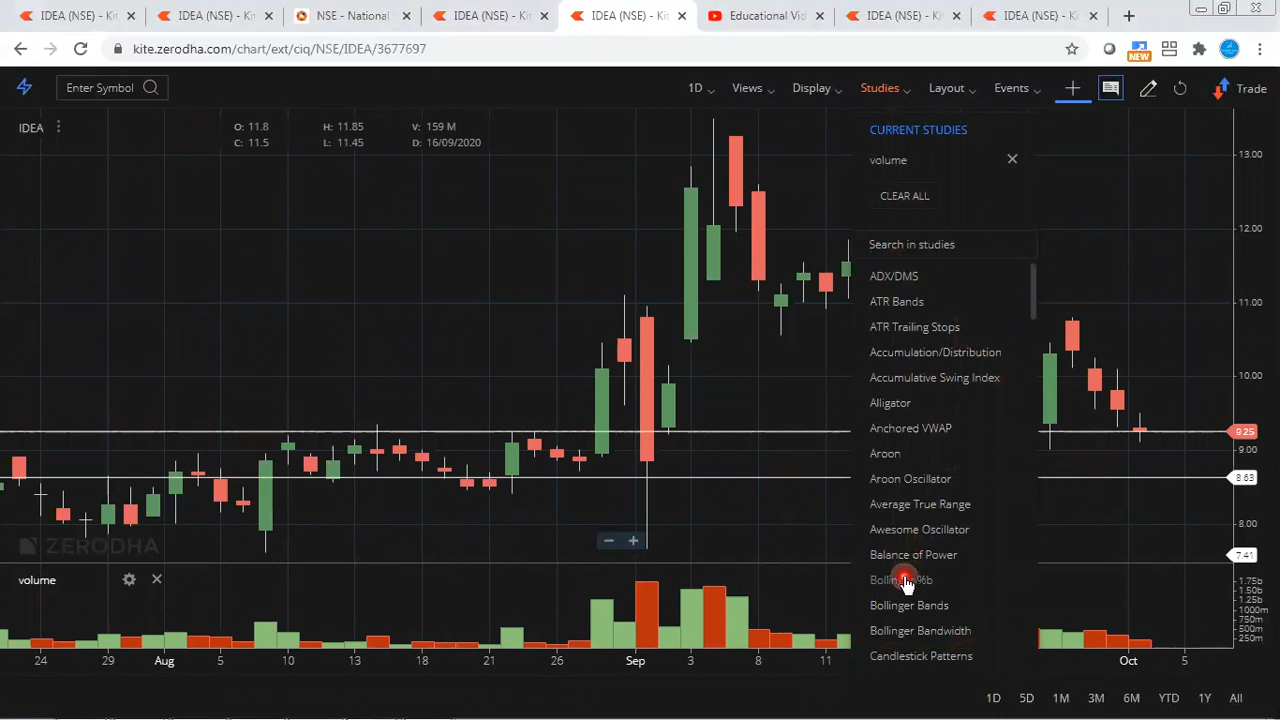 IDEA (NSE) - Kit
IDEA (NSE) - Kit
NSE - National
IDEA (NSE) - Kit
IDEA (NSE) - Kit
Educational Vid
IDEA (NSE) - Kit
IDEA (NSE) - Kit
kite.zerodha.com/chart/ext/ciq/NSE/IDEA/3677697
NEW
Enter Symbol
1D
Views
Display
Studies
Layout
Events
Trade
IDEA
O: 11.8
H: 11.85
V: 159 M
C: 11.5
L: 11.45
D: 16/09/2020
CURRENT STUDIES
volume
CLEAR ALL
Search in studies
ADX/DMS
ATR Bands
ATR Trailing Stops
Accumulation/Distribution
Accumulative Swing Index
Alligator
Anchored VWAP
Aroon
Aroon Oscillator
Average True Range
Awesome Oscillator
Balance of Power
Bollinger %b
Bollinger Bands
Bollinger Bandwidth
Candlestick Patterns
13.00
12.00
11.00
10.00
9.25
9.00
8.63
8.00
7.41
ZERODHA
volume
1.75b
1.50b
1.25b
1000m
750m
500m
250m
24 29 Aug 5 10 13 18 21 26 Sep 3 8 11 Oct 5
1D 5D 1M 3M 6M YTD 1Y All